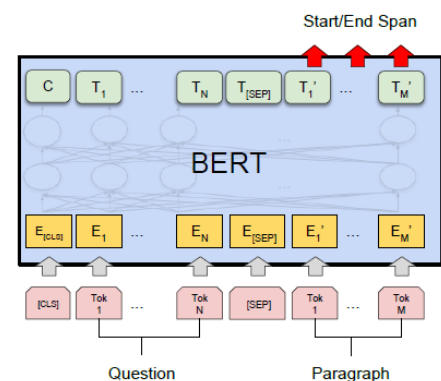 Start/End Span
C T1 ... TN T[SEP] T1' ... TM'
...
BERT
...
E[CLS] E1 ... EN E[SEP] E1' ... EM'
[CLS] Tok 1 ... Tok N [SEP] Tok 1 ... Tok M
Question Paragraph